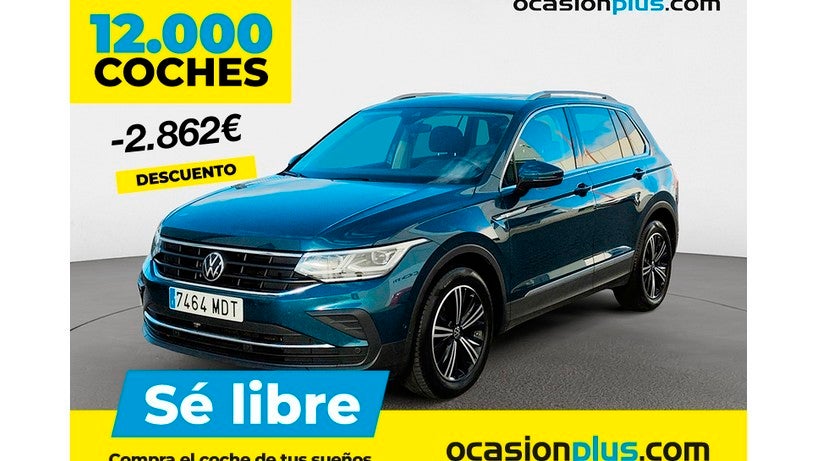 ocasionplus.com
12.000
COCHES
-2.862€
DESCUENTO
7464 MDT
Sé libre
Compra el coche de tus sueños
ocasionplus.com